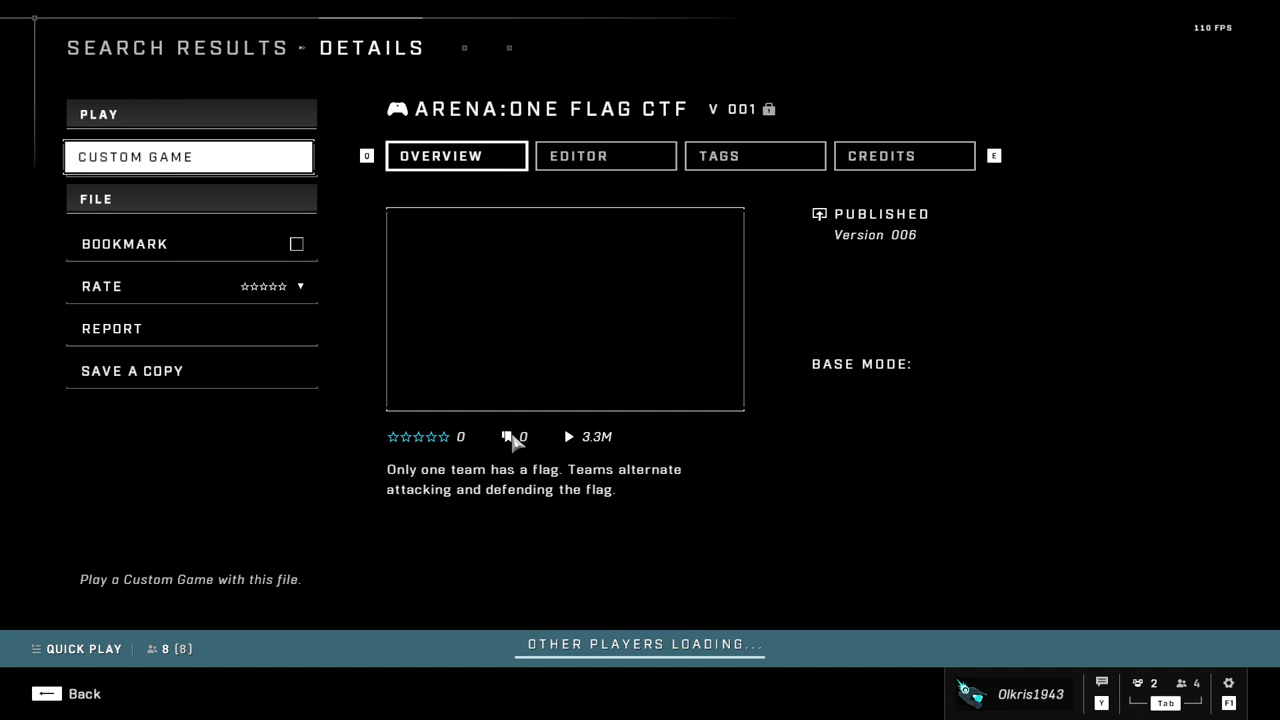 110 FPS
SEARCH RESULTS DETAILS
PLAY
CUSTOM GAME
FILE
BOOKMARK
RATE
REPORT
SAVE A COPY
Play a Custom Game with this file.
ARENA:ONE FLAG CTF V 001
Q OVERVIEW EDITOR TAGS CREDITS E
PUBLISHED
Version 006
BASE MODE:
0 0 3.3M
Only one team has a flag. Teams alternate
attacking and defending the flag.
QUICK PLAY 8 (8)
OTHER PLAYERS LOADING...
Back
Olkris1943
Y
2 4
Tab
F1